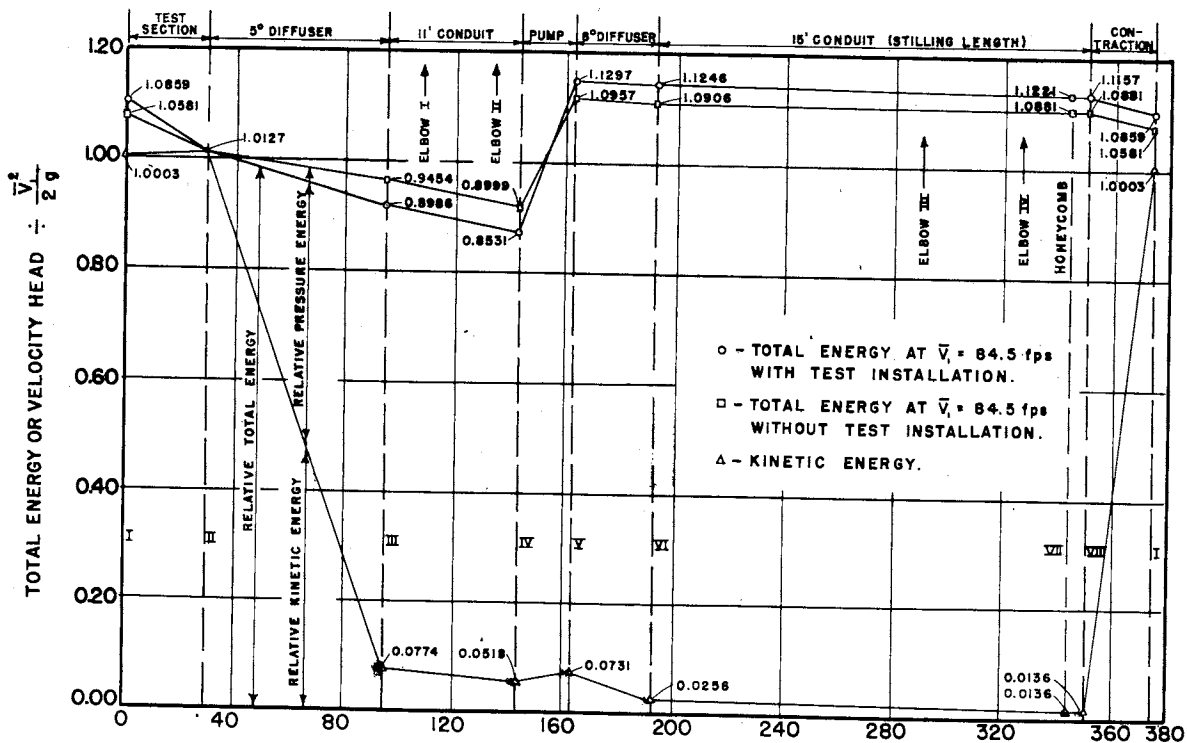 TEST
SECTION
5° DIFFUSER
11' CONDUIT
PUMP
8° DIFFUSER
15' CONDUIT (STILLING LENGTH)
CON-
TRACTION
1.20
1.00
0.80
0.60
0.40
0.20
0.00
TOTAL ENERGY OR VELOCITY HEAD ÷ V̄₁²/2g
1.0859
1.0581
1.0127
1.0003
ELBOW I
ELBOW II
1.1297
1.0957
1.1246
1.0906
1.1221
1.0881
1.1157
1.0881
1.0859
1.0581
1.0003
0.9454
0.8986
0.8999
0.8531
ELBOW III
ELBOW IV
HONEYCOMB
RELATIVE TOTAL ENERGY
RELATIVE PRESSURE ENERGY
RELATIVE KINETIC ENERGY
O - TOTAL ENERGY AT V̄₁ = 84.5 fps
WITH TEST INSTALLATION.
□ - TOTAL ENERGY AT V̄₁ = 84.5 fps
WITHOUT TEST INSTALLATION.
Δ - KINETIC ENERGY.
I
II
III
IV
V
VI
VII
VIII
I
0.0774
0.0518
0.0731
0.0256
0.0136
0.0136
0
40
80
120
160
200
240
280
320
360
380